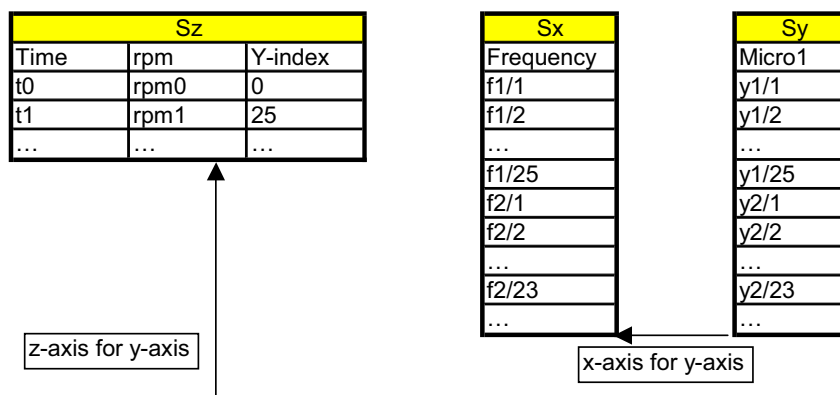 Sz
Time rpm Y-index
t0 rpm0 0
t1 rpm1 25
… … …
z-axis for y-axis
Sx
Frequency
f1/1
f1/2
…
f1/25
f2/1
f2/2
…
f2/23
…
Sy
Micro1
y1/1
y1/2
…
y1/25
y2/1
y2/2
…
y2/23
…
x-axis for y-axis